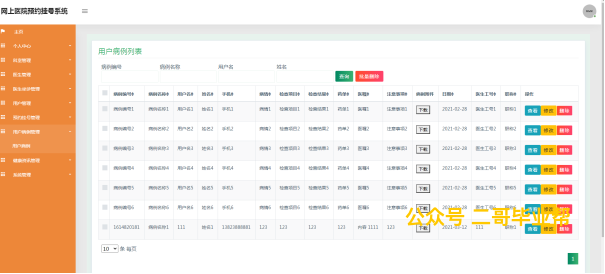 网上医院预约挂号系统
主页
个人中心
科室管理
医生管理
医生坐诊管理
用户管理
预约挂号管理
用户病例管理
用户病例
健康资讯管理
系统管理
用户病例列表
病例编号 病例名称 用户名 姓名
查询 批量删除
病例编号 病例名称 用户名 姓名 手机 病情 检查项目 检查结果 药单 医嘱 注意事项 病例附件 日期 医生工号 职称 操作
病例编号1 病例名称1 用户名1 姓名1 手机1 病情1 检查项目1 检查结果1 药单1 医嘱1 注意事项1 下载 2021-02-28 医生工号1 职称1 查看 修改 删除
病例编号2 病例名称2 用户名2 姓名2 手机2 病情2 检查项目2 检查结果2 药单2 医嘱2 注意事项2 下载 2021-02-28 医生工号2 职称2 查看 修改 删除
病例编号3 病例名称3 用户名3 姓名3 手机3 病情3 检查项目3 检查结果3 药单3 医嘱3 注意事项3 下载 2021-02-28 医生工号3 职称3 查看 修改 删除
病例编号4 病例名称4 用户名4 姓名4 手机4 病情4 检查项目4 检查结果4 药单4 医嘱4 注意事项4 下载 2021-02-28 医生工号4 职称4 查看 修改 删除
病例编号5 病例名称5 用户名5 姓名5 手机5 病情5 检查项目5 检查结果5 药单5 医嘱5 注意事项5 下载 2021-02-28 医生工号5 职称5 查看 修改 删除
病例编号6 病例名称6 用户名6 姓名6 手机6 病情6 检查项目6 检查结果6 药单6 医嘱6 注意事项6 下载 2021-02-28 医生工号6 职称6 查看 修改 删除
1614820181 病例名称1 111 姓名1 13823888881 123 123 123 123 内容 1111 123 下载 2021-03-12 111 职称1 查看 修改 删除
公众号 二哥毕业帮
10 条 每页
1